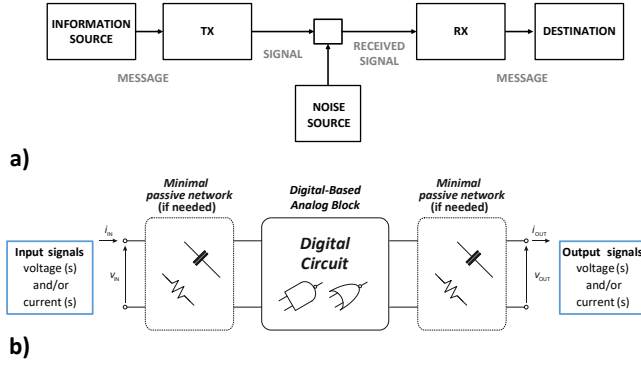 INFORMATION
SOURCE
TX
RX
DESTINATION
SIGNAL
RECEIVED
SIGNAL
MESSAGE
MESSAGE
NOISE
SOURCE
a)
Minimal
passive network
(if needed)
Digital-Based
Analog Block
Minimal
passive network
(if needed)
Input signals
voltage (s)
and/or
current (s)
iIN
vIN
Digital
Circuit
iOUT
vOUT
Output signals
voltage (s)
and/or
current (s)
b)